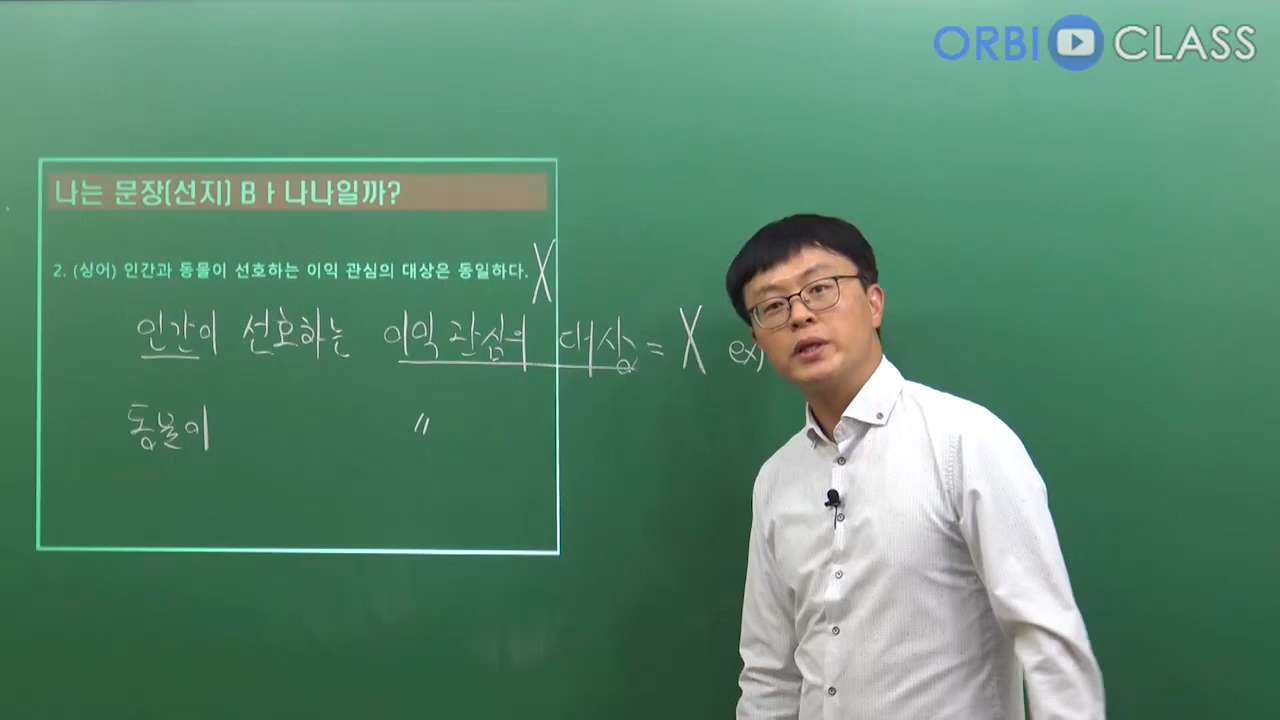 ORBI CLASS
나는 문장(선지) B ㅏ 나나일까?
2. (싱어) 인간과 동물이 선호하는 이익 관심의 대상은 동일하다. X
인간이 선호하는 이익 관심의 대상 = X ex)
동물이 〃